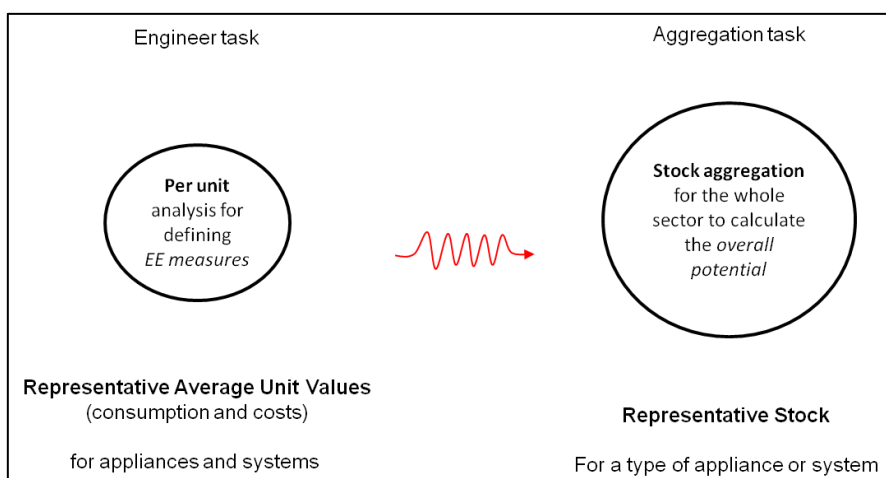 Engineer task
Aggregation task
Per unit
analysis for
defining
EE measures
Stock aggregation
for the whole
sector to calculate
the overall
potential
Representative Average Unit Values
(consumption and costs)
for appliances and systems
Representative Stock
For a type of appliance or system